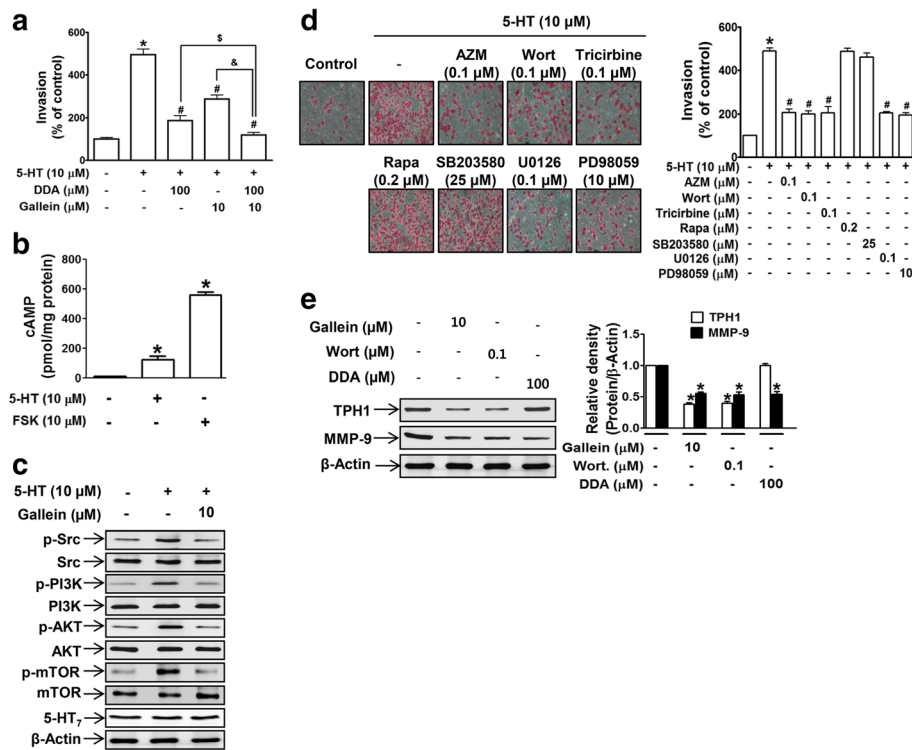 a
Invasion
(% of control)
600
400
200
0
*
#
#
#
$
&
5-HT (10 µM) - + + + +
DDA (µM) - - 100 - 100
Gallein (µM) - - - 10 10
b
cAMP
(pmol/mg protein)
800
600
400
200
0
*
*
5-HT (10 µM) - + -
FSK (10 µM) - - +
c
5-HT (10 µM) - + +
Gallein (µM) - - 10
p-Src
Src
p-PI3K
PI3K
p-AKT
AKT
p-mTOR
mTOR
5-HT7
β-Actin
d
5-HT (10 µM)
Control
-
AZM
(0.1 µM)
Wort
(0.1 µM)
Tricirbine
(0.1 µM)
Rapa
(0.2 µM)
SB203580
(25 µM)
U0126
(0.1 µM)
PD98059
(10 µM)
Invasion
(% of control)
600
400
200
0
*
# # # # #
5-HT (10 µM) - + + + + + + + +
AZM (µM) - - 0.1 - - - - - -
Wort (µM) - - - 0.1 - - - - -
Tricirbine (µM) - - - - 0.1 - - - -
Rapa (µM) - - - - - 0.2 - - -
SB203580 (µM) - - - - - - 25 - -
U0126 (µM) - - - - - - - 0.1 -
PD98059 (µM) - - - - - - - - 10
e
Gallein (µM) - 10 - -
Wort (µM) - - 0.1 -
DDA (µM) - - - 100
TPH1
MMP-9
β-Actin
TPH1
MMP-9
Relative density
(Protein/β-Actin)
1.5
1.0
0.5
0.0
* * * * *
Gallein (µM) - 10 - -
Wort. (µM) - - 0.1 -
DDA (µM) - - - 100